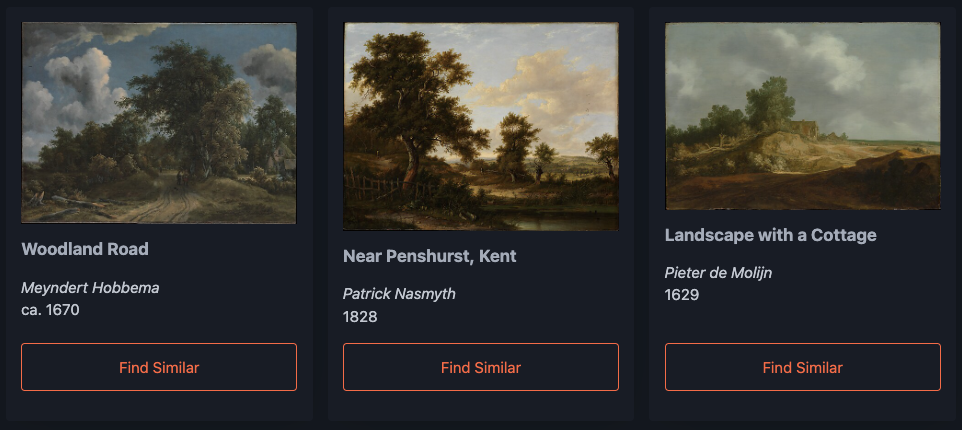 Woodland Road
Meyndert Hobbema
ca. 1670
Find Similar
Near Penshurst, Kent
Patrick Nasmyth
1828
Find Similar
Landscape with a Cottage
Pieter de Molijn
1629
Find Similar